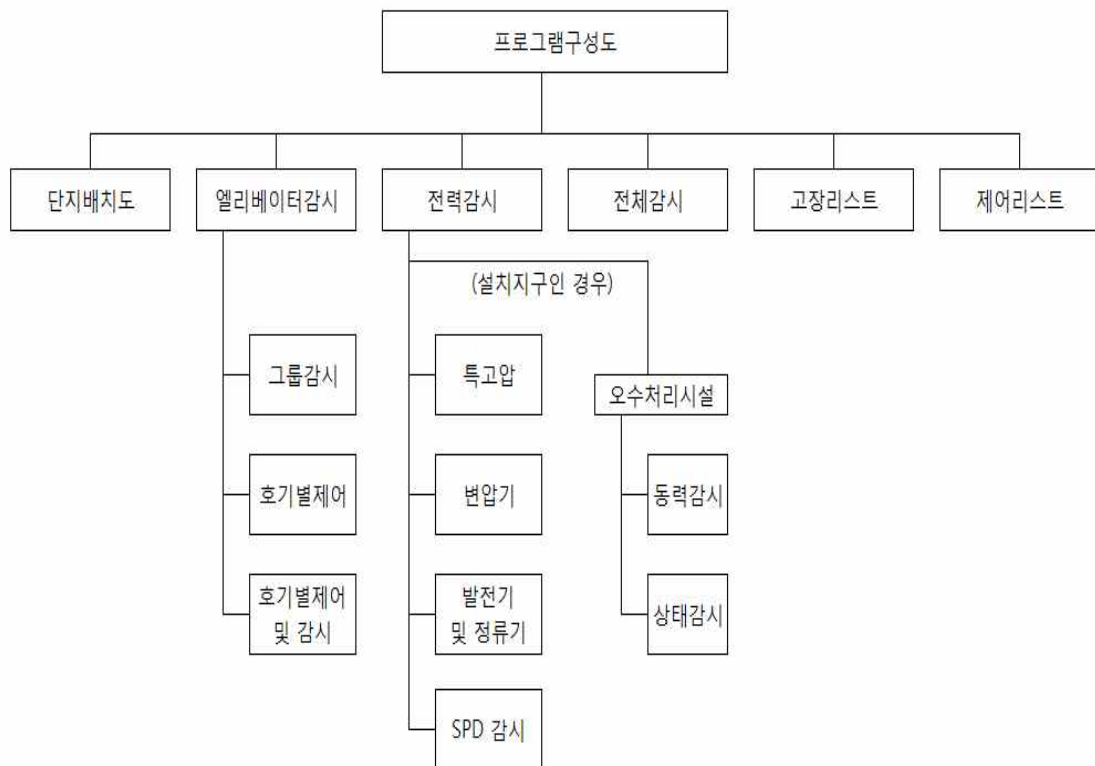 프로그램구성도
단지배치도
엘리베이터감시
전력감시
전체감시
고장리스트
제어리스트
(설치지구인 경우)
그룹감시
특고압
오수처리시설
호기별제어
변압기
동력감시
호기별제어
및 감시
발전기
및 정류기
상태감시
SPD 감시